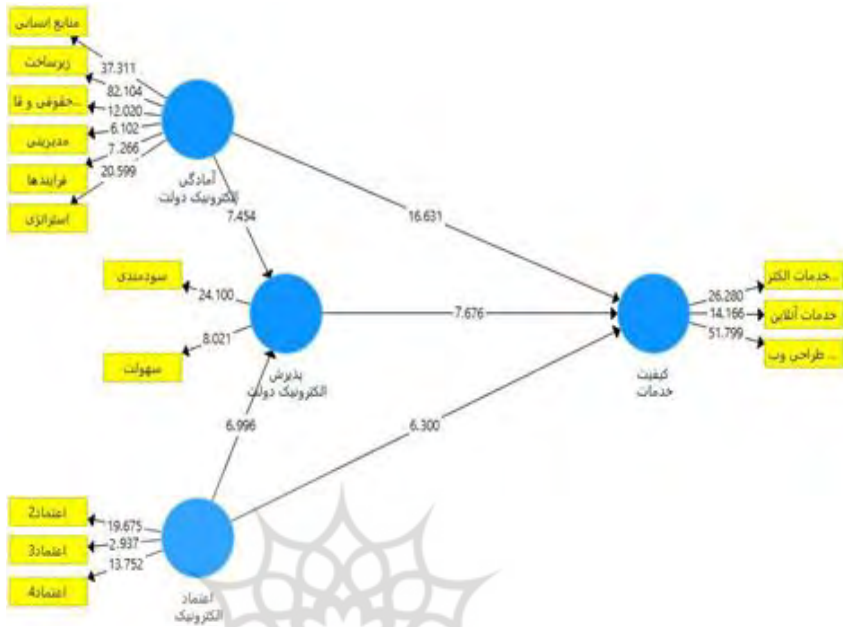 منابع انسانی
37.311
زیرساخت
82.104
حقوقی و قا...
12.020
6.102
مدیریتی
7.266
فرایندها
20.599
استراتژی
آمادگی
الکترونیک دولت
7.454
16.631
سودمندی
24.100
8.021
سهولت
پذیرش
الکترونیک دولت
7.676
خدمات الکتر...
26.280
خدمات آنلاین
14.166
طراحی وب ...
51.799
کیفیت
خدمات
6.996
6.300
اعتماد2
19.675
اعتماد3
2.937
اعتماد4
13.752
اعتماد
الکترونیک